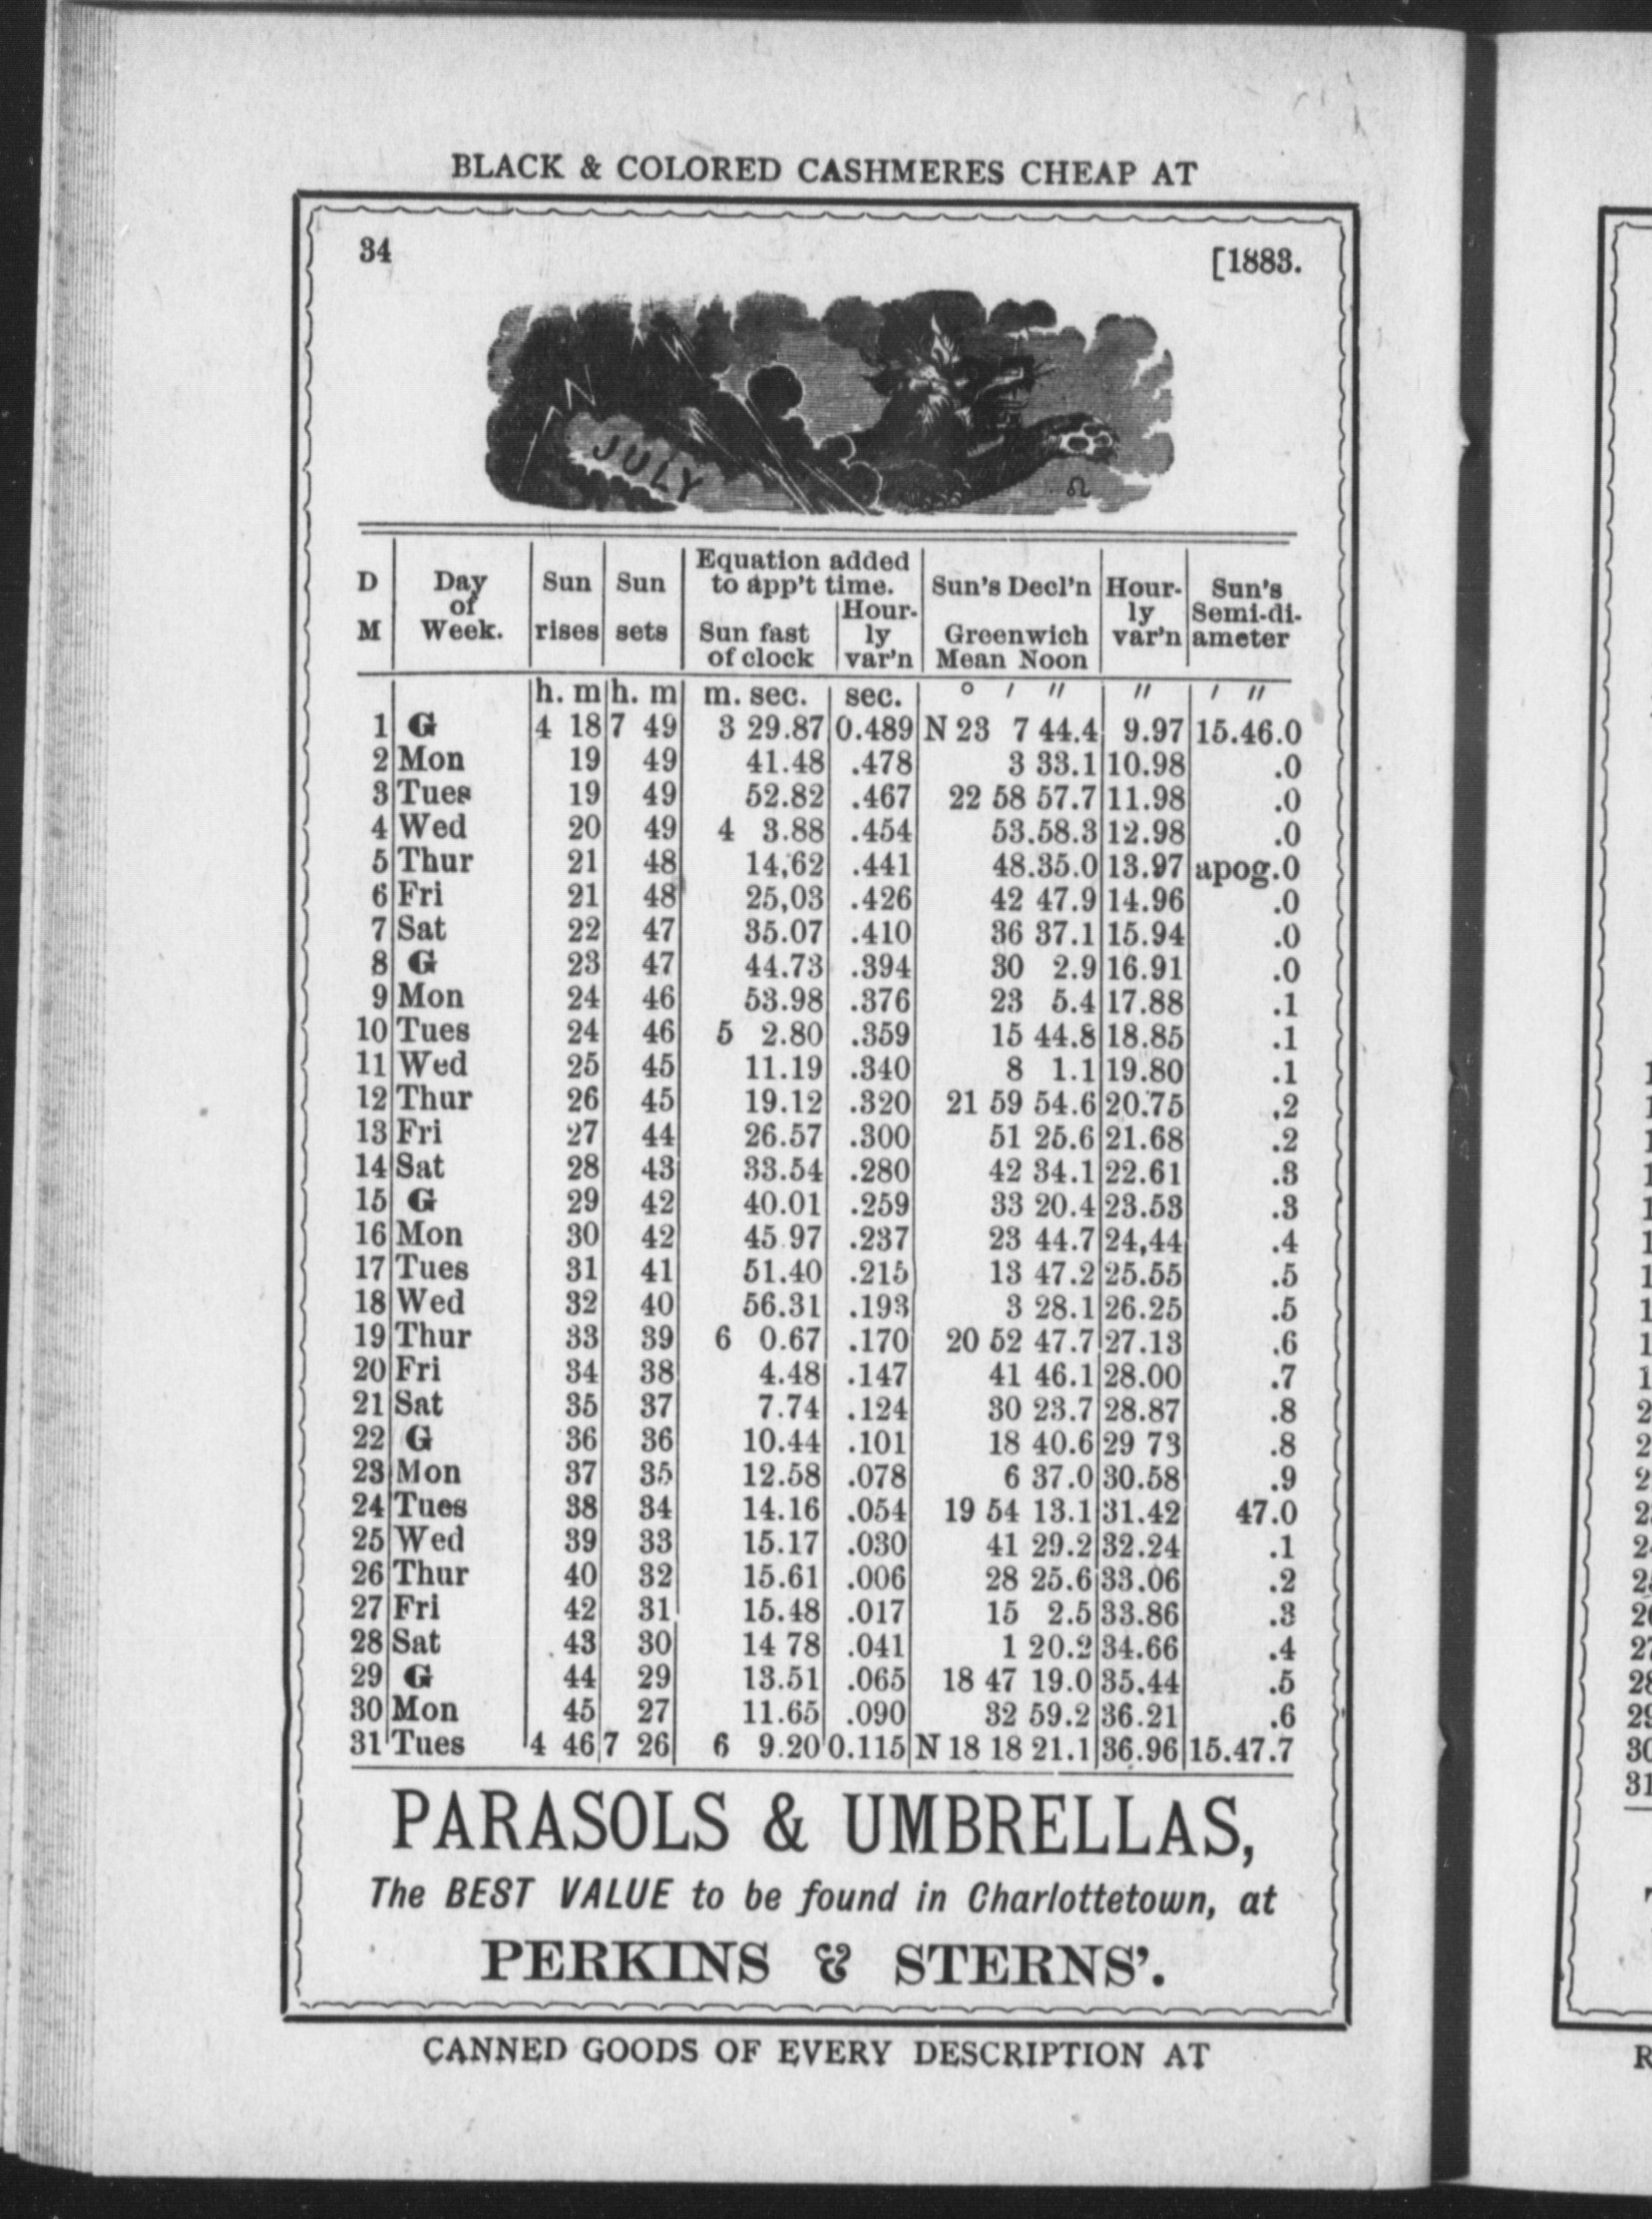 BLACK & COLORED CASHMERES CHEAP AT
34 [1883.
JULY
♌
D M Day of Week. Sun rises Sun sets Equation added to app't time. Sun fast of clock Hour-ly var'n Sun's Decl'n Greenwich Mean Noon Hour-ly var'n Sun's Semi-di-ameter
h. m h. m m. sec. sec. ° ′ ″ ″ ′ ″
1 G 4 18 7 49 3 29.87 0.489 N 23 7 44.4 9.97 15.46.0
2 Mon 19 49 41.48 .478 3 33.1 10.98 .0
3 Tues 19 49 52.82 .467 22 58 57.7 11.98 .0
4 Wed 20 49 4 3.88 .454 53.58.3 12.98 .0
5 Thur 21 48 14,62 .441 48.35.0 13.97 apog.0
6 Fri 21 48 25,03 .426 42 47.9 14.96 .0
7 Sat 22 47 35.07 .410 36 37.1 15.94 .0
8 G 23 47 44.73 .394 30 2.9 16.91 .0
9 Mon 24 46 53.98 .376 23 5.4 17.88 .1
10 Tues 24 46 5 2.80 .359 15 44.8 18.85 .1
11 Wed 25 45 11.19 .340 8 1.1 19.80 .1
12 Thur 26 45 19.12 .320 21 59 54.6 20.75 ,2
13 Fri 27 44 26.57 .300 51 25.6 21.68 .2
14 Sat 28 43 33.54 .280 42 34.1 22.61 .3
15 G 29 42 40.01 .259 33 20.4 23.53 .3
16 Mon 30 42 45.97 .237 23 44.7 24,44 .4
17 Tues 31 41 51.40 .215 13 47.2 25.55 .5
18 Wed 32 40 56.31 .193 3 28.1 26.25 .5
19 Thur 33 39 6 0.67 .170 20 52 47.7 27.13 .6
20 Fri 34 38 4.48 .147 41 46.1 28.00 .7
21 Sat 35 37 7.74 .124 30 23.7 28.87 .8
22 G 36 36 10.44 .101 18 40.6 29 73 .8
23 Mon 37 35 12.58 .078 6 37.0 30.58 .9
24 Tues 38 34 14.16 .054 19 54 13.1 31.42 47.0
25 Wed 39 33 15.17 .030 41 29.2 32.24 .1
26 Thur 40 32 15.61 .006 28 25.6 33.06 .2
27 Fri 42 31 15.48 .017 15 2.5 33.86 .3
28 Sat 43 30 14 78 .041 1 20.2 34.66 .4
29 G 44 29 13.51 .065 18 47 19.0 35.44 .5
30 Mon 45 27 11.65 .090 32 59.2 36.21 .6
31 Tues 4 46 7 26 6 9.20 0.115 N 18 18 21.1 36.96 15.47.7
PARASOLS & UMBRELLAS,
The BEST VALUE to be found in Charlottetown, at
PERKINS & STERNS'.
CANNED GOODS OF EVERY DESCRIPTION AT